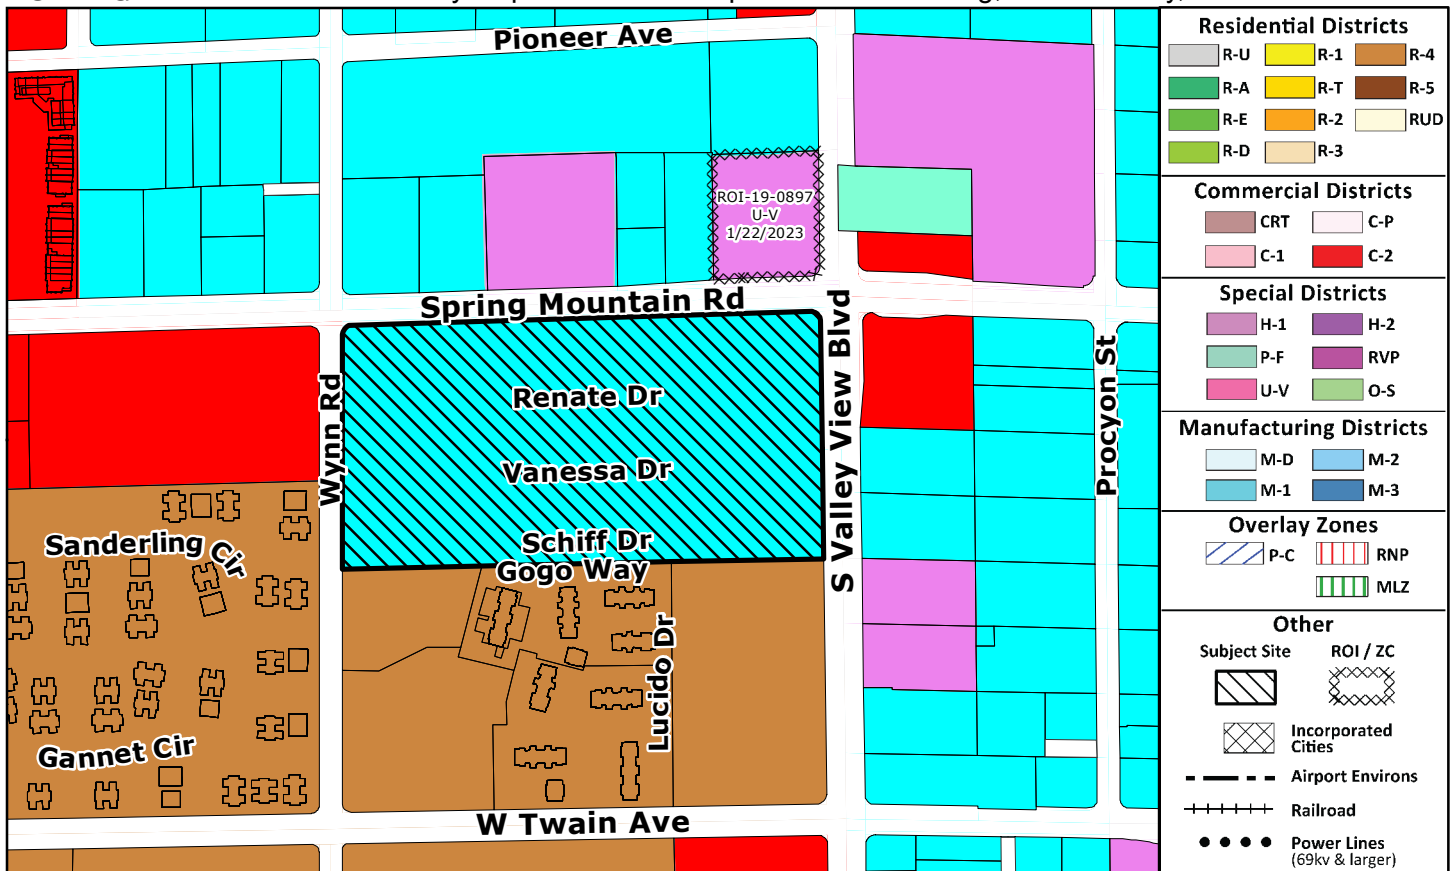 Pioneer Ave
ROI-19-0897
U-V
1/22/2023
Spring Mountain Rd
Wynn Rd
Renate Dr
Vanessa Dr
Schiff Dr
Gogo Way
S Valley View Blvd
Procyon St
Sanderling Cir
Lucido Dr
Gannet Cir
W Twain Ave
Residential Districts
R-U R-1 R-4
R-A R-T R-5
R-E R-2 RUD
R-D R-3
Commercial Districts
CRT C-P
C-1 C-2
Special Districts
H-1 H-2
P-F RVP
U-V O-S
Manufacturing Districts
M-D M-2
M-1 M-3
Overlay Zones
P-C RNP
MLZ
Other
Subject Site ROI / ZC
Incorporated
Cities
Airport Environs
Railroad
Power Lines
(69kv & larger)